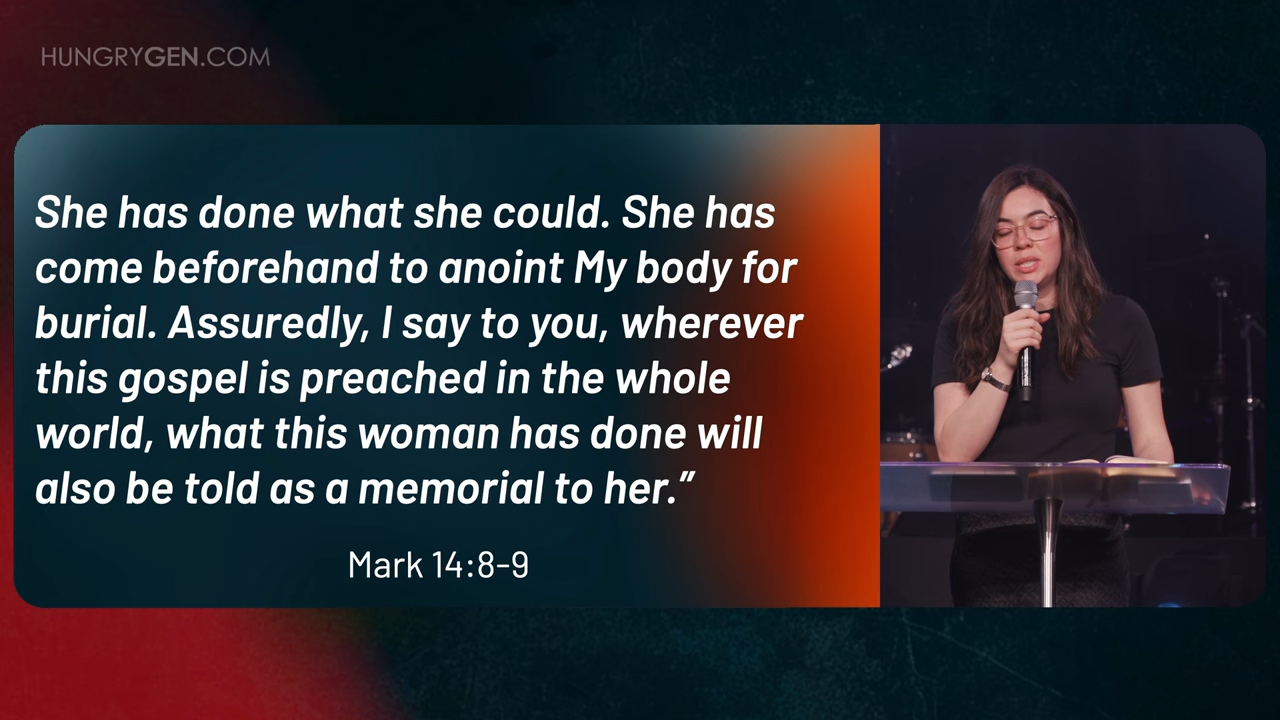 HUNGRYGEN.COM
She has done what she could. She has
come beforehand to anoint My body for
burial. Assuredly, I say to you, wherever
this gospel is preached in the whole
world, what this woman has done will
also be told as a memorial to her.”
Mark 14:8-9